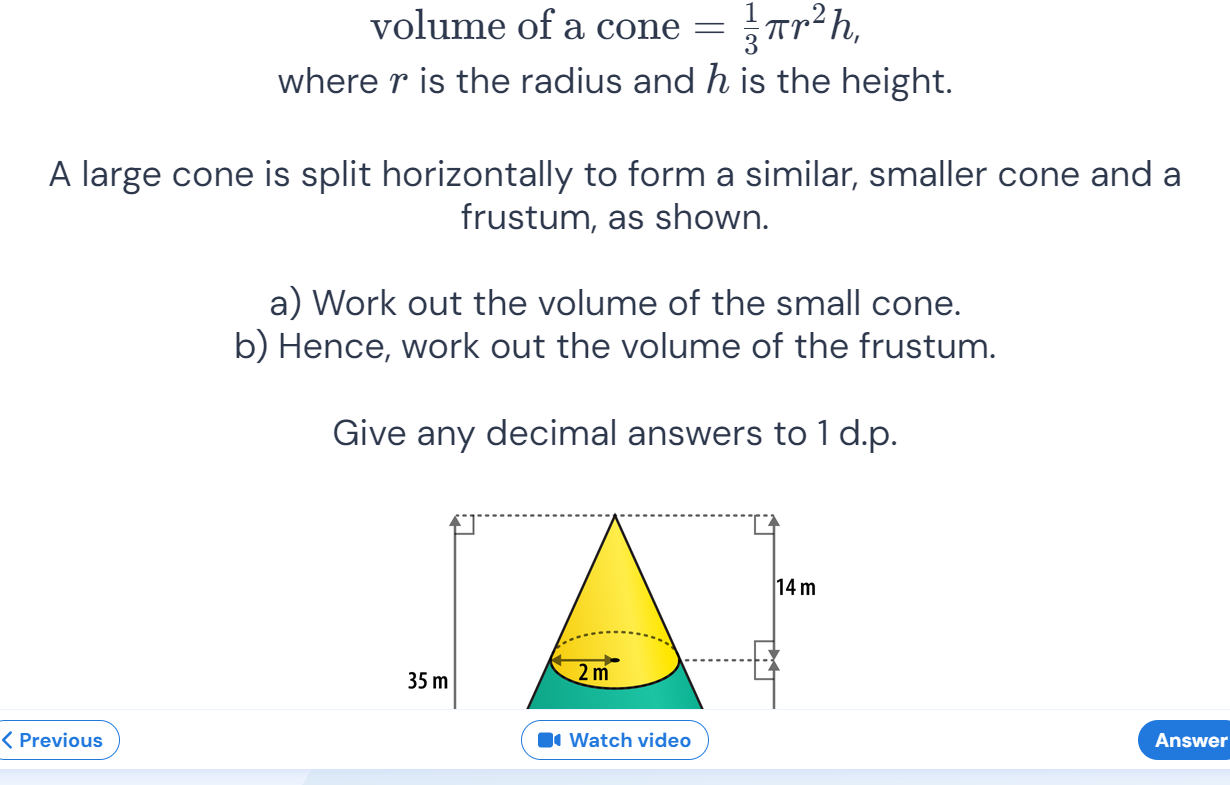 volume of a cone = \frac{1}{3}πr²h,
where r is the radius and h is the height.
A large cone is split horizontally to form a similar, smaller cone and a
frustum, as shown.
a) Work out the volume of the small cone.
b) Hence, work out the volume of the frustum.
Give any decimal answers to 1 d.p.
14 m
2 m
35 m
Previous
Watch video
Answer